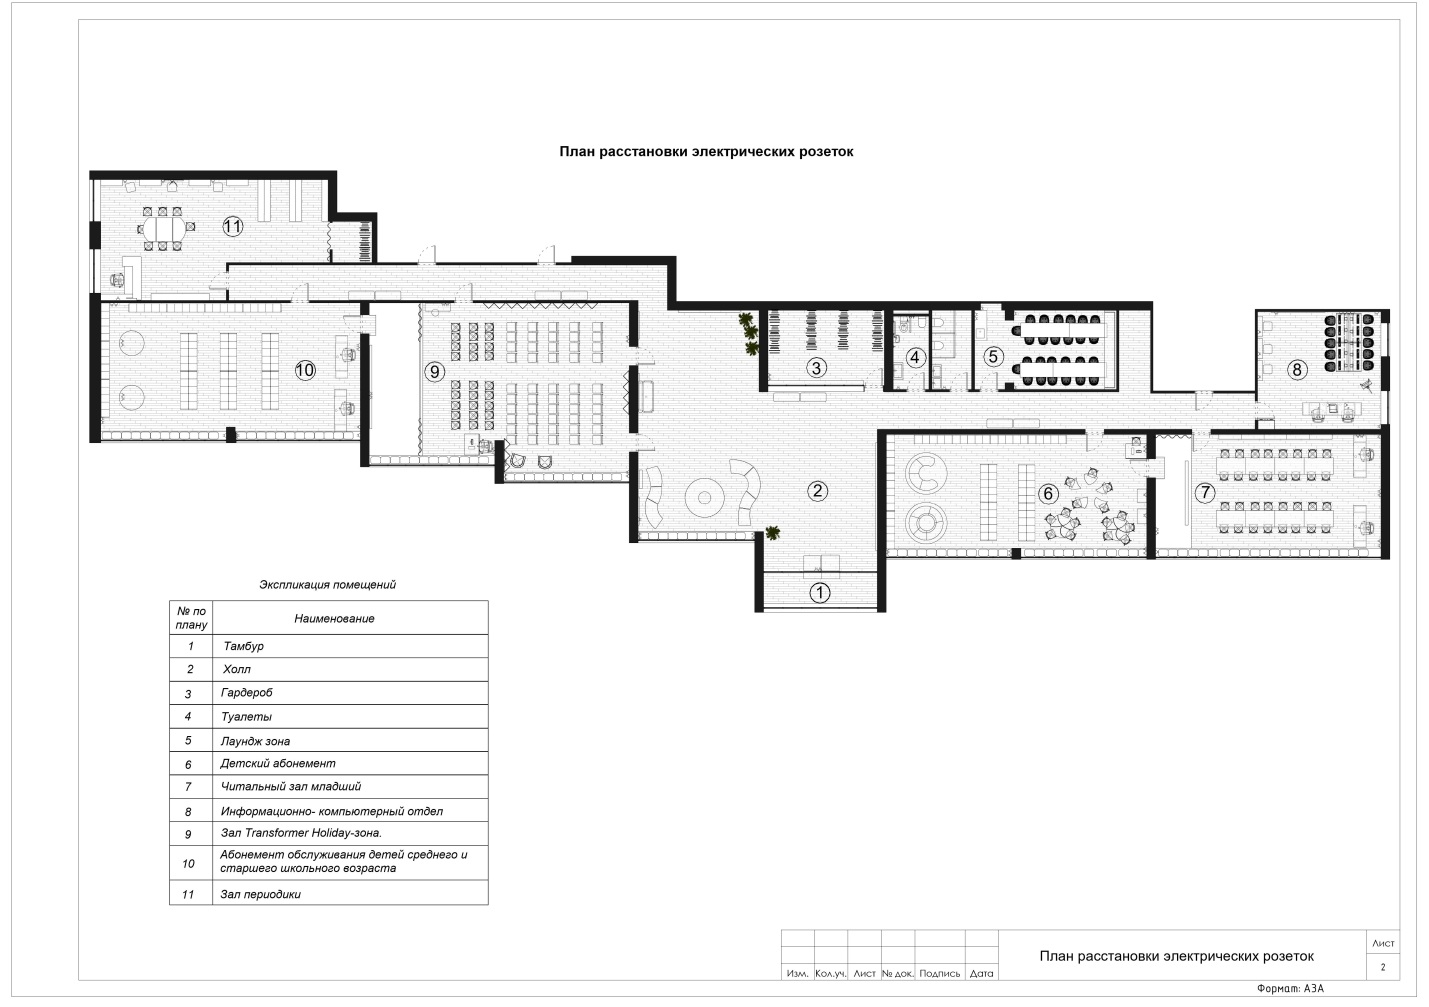 План расстановки электрических розеток
11
10
9
3
4
5
8
2
6
7
1
Экспликация помещений
№ по плану Наименование
1 Тамбур
2 Холл
3 Гардероб
4 Туалеты
5 Лаундж зона
6 Детский абонемент
7 Читальный зал младший
8 Информационно- компьютерный отдел
9 Зал Transformer Holiday-зона.
10 Абонемент обслуживания детей среднего и
старшего школьного возраста
11 Зал периодики
Изм. Кол.уч. Лист № док. Подпись Дата
План расстановки электрических розеток
Лист
2
Формат: А3А